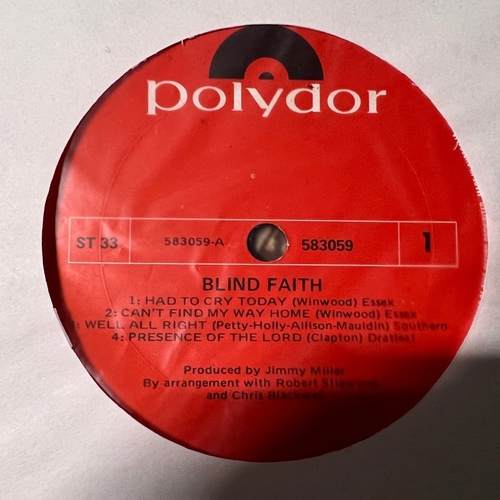 polydor
ST 33 583059-A 583059 1
BLIND FAITH
1: HAD TO CRY TODAY (Winwood) Essex
2: CAN'T FIND MY WAY HOME (Winwood) Essex
: WELL ALL RIGHT (Petty-Holly-Allison-Mauldin) Southern
4: PRESENCE OF THE LORD (Clapton) Dratleaf
Produced by Jimmy Miller
By arrangement with Robert Stigwood
and Chris Blackwell